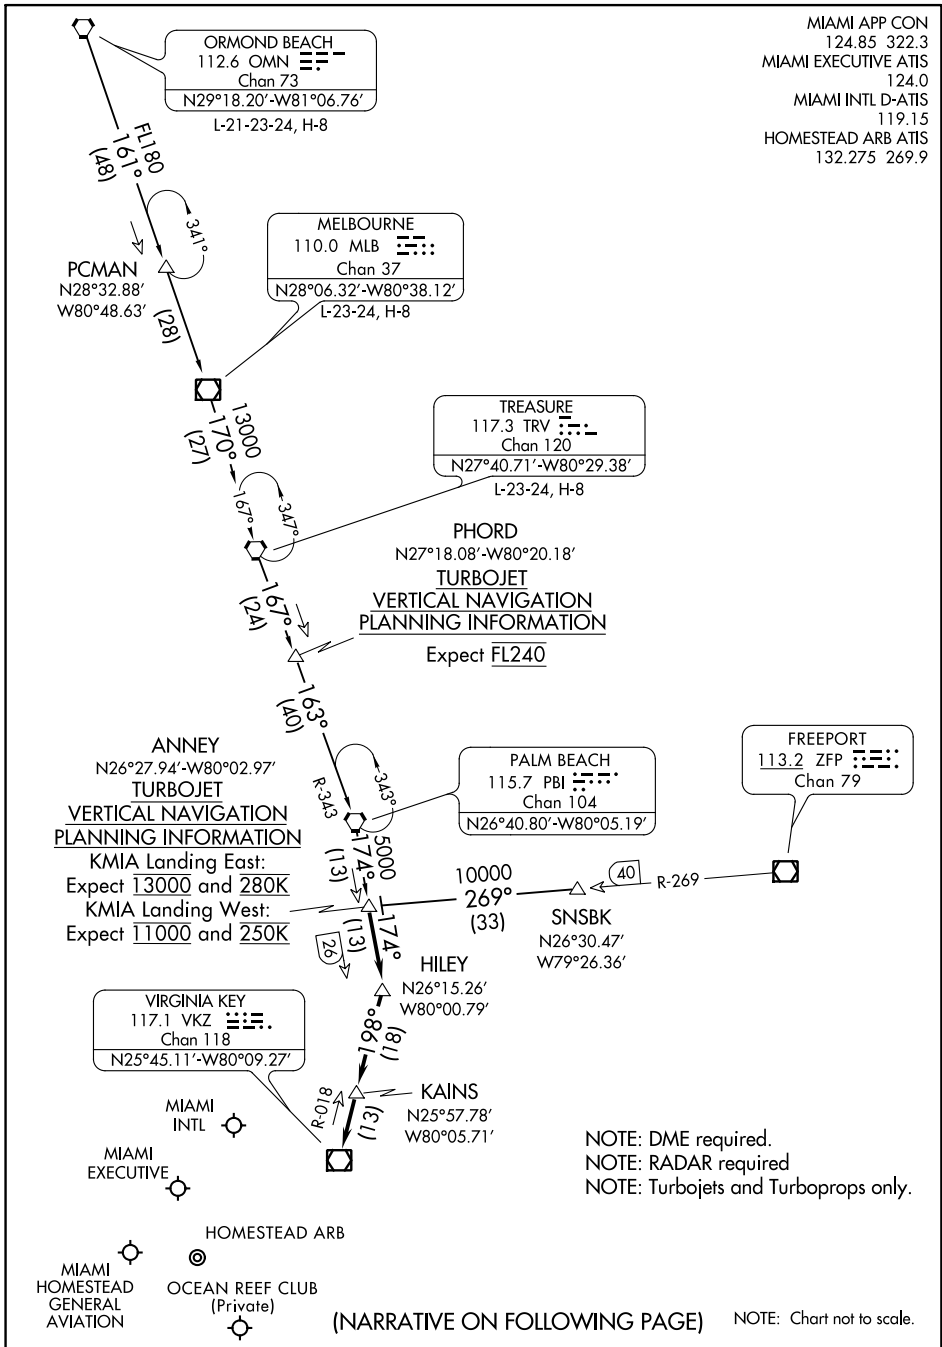 MIAMI APP CON
124.85 322.3
MIAMI EXECUTIVE ATIS
124.0
MIAMI INTL D-ATIS
119.15
HOMESTEAD ARB ATIS
132.275 269.9
ORMOND BEACH
112.6 OMN
Chan 73
N29°18.20′-W81°06.76′
L-21-23-24, H-8
FL180
161°
(48)
341°
PCMAN
N28°32.88′
W80°48.63′
(28)
MELBOURNE
110.0 MLB
Chan 37
N28°06.32′-W80°38.12′
L-23-24, H-8
13000
170°
(27)
167°
347°
TREASURE
117.3 TRV
Chan 120
N27°40.71′-W80°29.38′
L-23-24, H-8
167°
(24)
PHORD
N27°18.08′-W80°20.18′
TURBOJET
VERTICAL NAVIGATION
PLANNING INFORMATION
Expect FL240
163°
(40)
R-343
343°
PALM BEACH
115.7 PBI
Chan 104
N26°40.80′-W80°05.19′
FREEPORT
113.2 ZFP
Chan 79
ANNEY
N26°27.94′-W80°02.97′
TURBOJET
VERTICAL NAVIGATION
PLANNING INFORMATION
KMIA Landing East:
Expect 13000 and 280K
KMIA Landing West:
Expect 11000 and 250K
5000
174°
(13)
10000
269°
(33)
40
R-269
SNSBK
N26°30.47′
W79°26.36′
174°
(13)
26
HILEY
N26°15.26′
W80°00.79′
VIRGINIA KEY
117.1 VKZ
Chan 118
N25°45.11′-W80°09.27′
198°
(18)
KAINS
N25°57.78′
W80°05.71′
R-018
(13)
MIAMI
INTL
MIAMI
EXECUTIVE
HOMESTEAD ARB
MIAMI
HOMESTEAD
GENERAL
AVIATION
OCEAN REEF CLUB
(Private)
NOTE: DME required.
NOTE: RADAR required
NOTE: Turbojets and Turboprops only.
(NARRATIVE ON FOLLOWING PAGE)
NOTE: Chart not to scale.